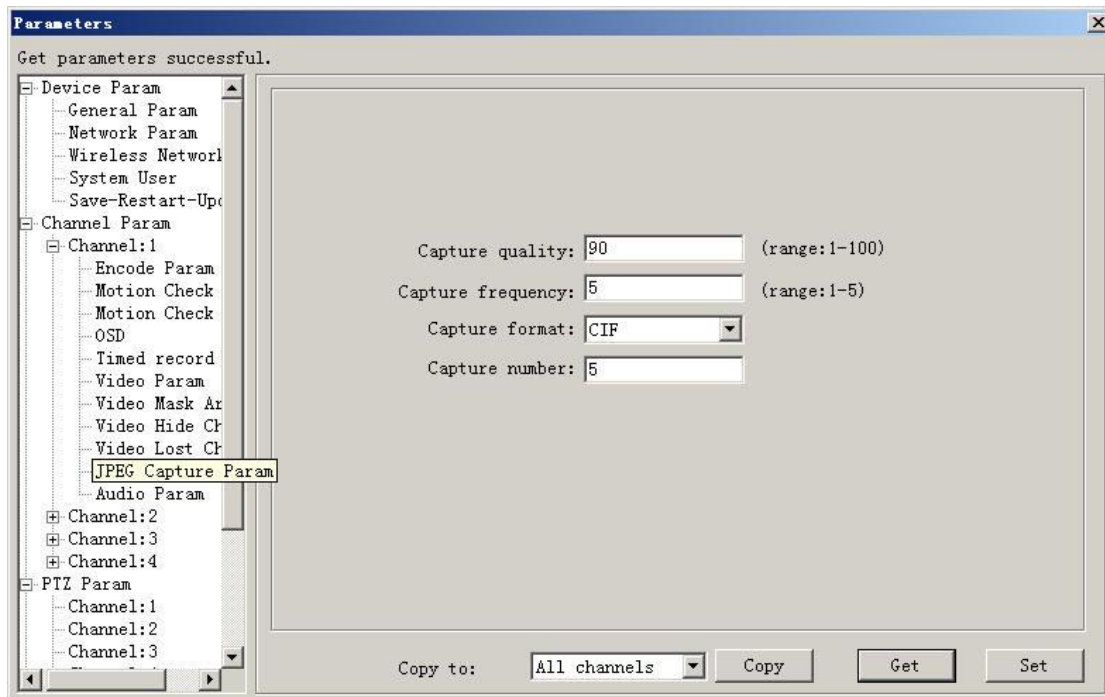 Parameters
Get parameters successful.
Device Param
General Param
Network Param
Wireless Network
System User
Save-Restart-Upd
Channel Param
Channel:1
Encode Param
Motion Check
Motion Check
OSD
Timed record
Video Param
Video Mask Ar
Video Hide Ch
Video Lost Ch
JPEG Capture Param
Audio Param
Channel:2
Channel:3
Channel:4
PTZ Param
Channel:1
Channel:2
Channel:3
Capture quality: 90 (range:1-100)
Capture frequency: 5 (range:1-5)
Capture format: CIF
Capture number: 5
Copy to: All channels Copy Get Set